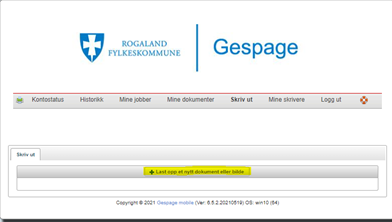 ROGALAND
FYLKESKOMMUNE
Gespage
Kontostatus Historikk Mine jobber Mine dokumenter Skriv ut Mine skrivere Logg ut
Skriv ut
Last opp et nytt dokument eller bilde
Copyright © 2021 Gespage mobile (Ver: 8.5.2.20210519) OS: win10 (64)